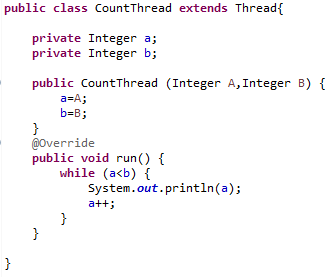 public class CountThread extends Thread{
private Integer a;
private Integer b;
public CountThread (Integer A,Integer B) {
a=A;
b=B;
}
@Override
public void run() {
while (a<b) {
System.out.println(a);
a++;
}
}
}